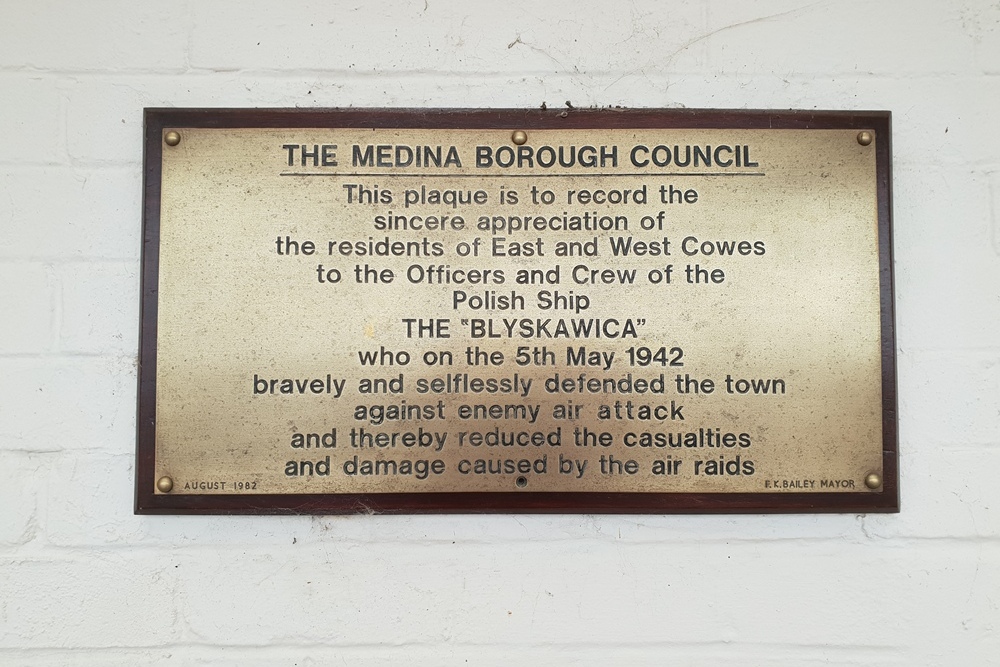 THE MEDINA BOROUGH COUNCIL
This plaque is to record the
sincere appreciation of
the residents of East and West Cowes
to the Officers and Crew of the
Polish Ship
THE "BLYSKAWICA"
who on the 5th May 1942
bravely and selflessly defended the town
against enemy air attack
and thereby reduced the casualties
and damage caused by the air raids
AUGUST 1982
F.K.BAILEY MAYOR